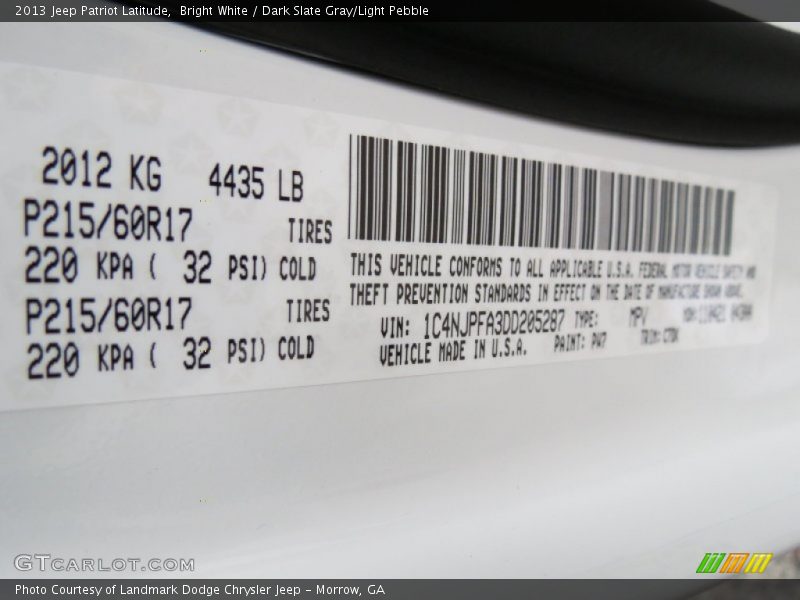 2013 Jeep Patriot Latitude, Bright White / Dark Slate Gray/Light Pebble
2012 KG 4435 LB
P215/60R17 TIRES
220 KPA ( 32 PSI) COLD
P215/60R17 TIRES
220 KPA ( 32 PSI) COLD
THIS VEHICLE CONFORMS TO ALL APPLICABLE U.S.A. FEDERAL MOTOR VEHICLE SAFETY AND
THEFT PREVENTION STANDARDS IN EFFECT ON THE DATE OF MANUFACTURE SHOWN ABOVE.
VIN: 1C4NJPFA3DD205287 TYPE: MPV
VEHICLE MADE IN U.S.A. PAINT: PW7 TRIM:
GTCARLOT.COM
Photo Courtesy of Landmark Dodge Chrysler Jeep – Morrow, GA